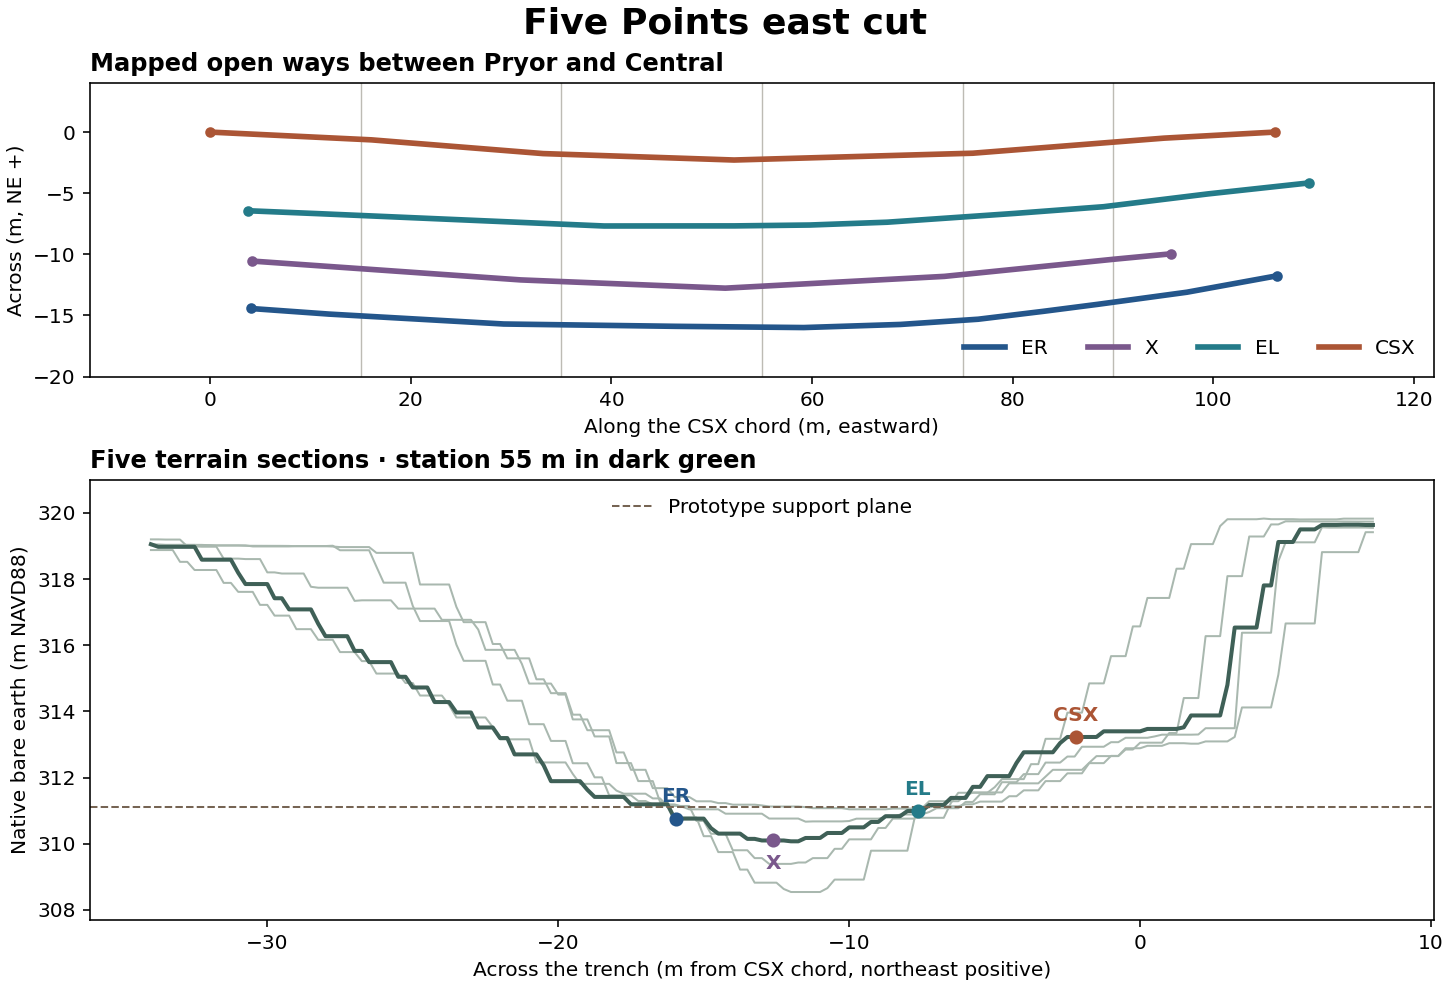 Five Points east cut
Mapped open ways between Pryor and Central
Across (m, NE +)
0
−5
−10
−15
−20
ER
X
EL
CSX
0
20
40
60
80
100
120
Along the CSX chord (m, eastward)
Five terrain sections · station 55 m in dark green
Native bare earth (m NAVD88)
320
318
316
314
312
310
308
Prototype support plane
CSX
EL
ER
X
−30
−20
−10
0
10
Across the trench (m from CSX chord, northeast positive)